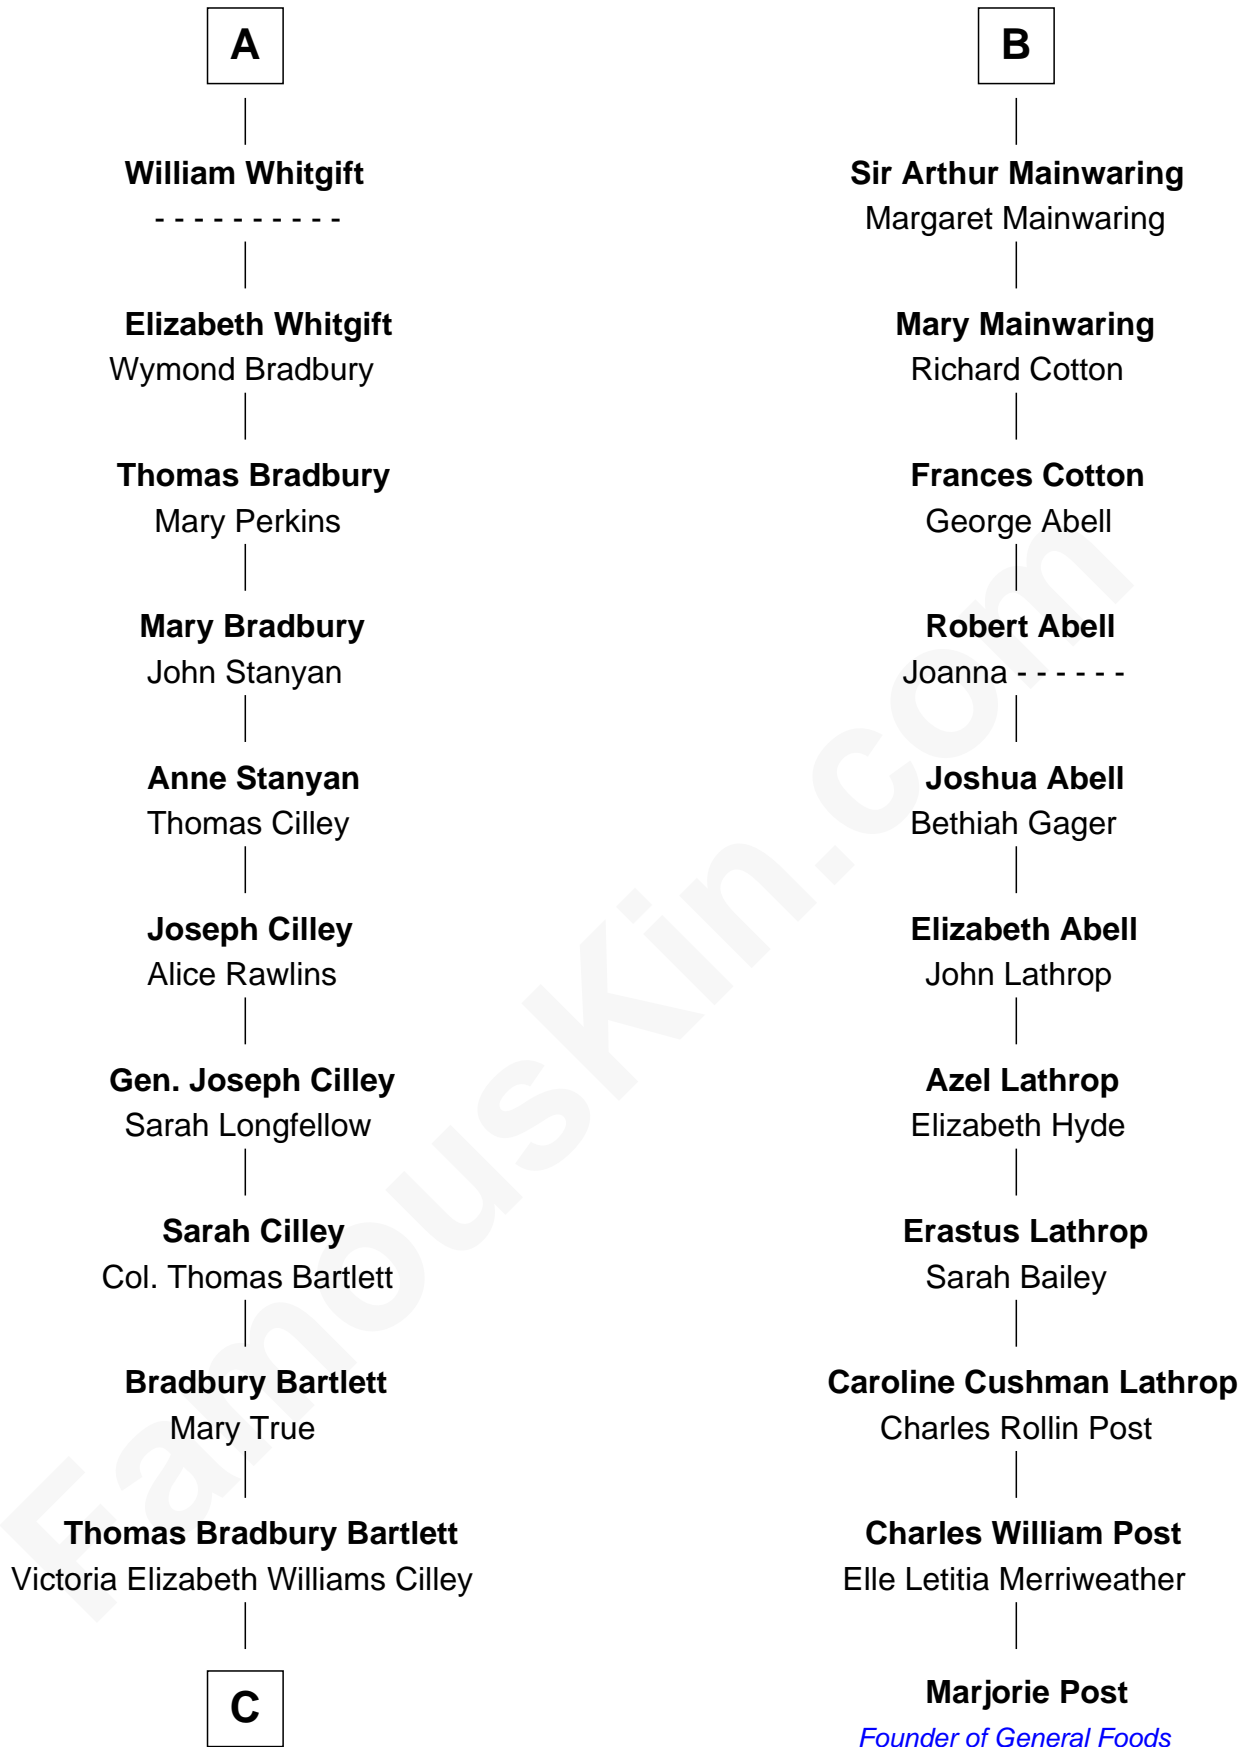 A
William Whitgift
- - - - - - - - - -
Elizabeth Whitgift
Wymond Bradbury
Thomas Bradbury
Mary Perkins
Mary Bradbury
John Stanyan
Anne Stanyan
Thomas Cilley
Joseph Cilley
Alice Rawlins
Gen. Joseph Cilley
Sarah Longfellow
Sarah Cilley
Col. Thomas Bartlett
Bradbury Bartlett
Mary True
Thomas Bradbury Bartlett
Victoria Elizabeth Williams Cilley
C
B
Sir Arthur Mainwaring
Margaret Mainwaring
Mary Mainwaring
Richard Cotton
Frances Cotton
George Abell
Robert Abell
Joanna - - - - - -
Joshua Abell
Bethiah Gager
Elizabeth Abell
John Lathrop
Azel Lathrop
Elizabeth Hyde
Erastus Lathrop
Sarah Bailey
Caroline Cushman Lathrop
Charles Rollin Post
Charles William Post
Elle Letitia Merriweather
Marjorie Post
Founder of General Foods
FamousKin.com